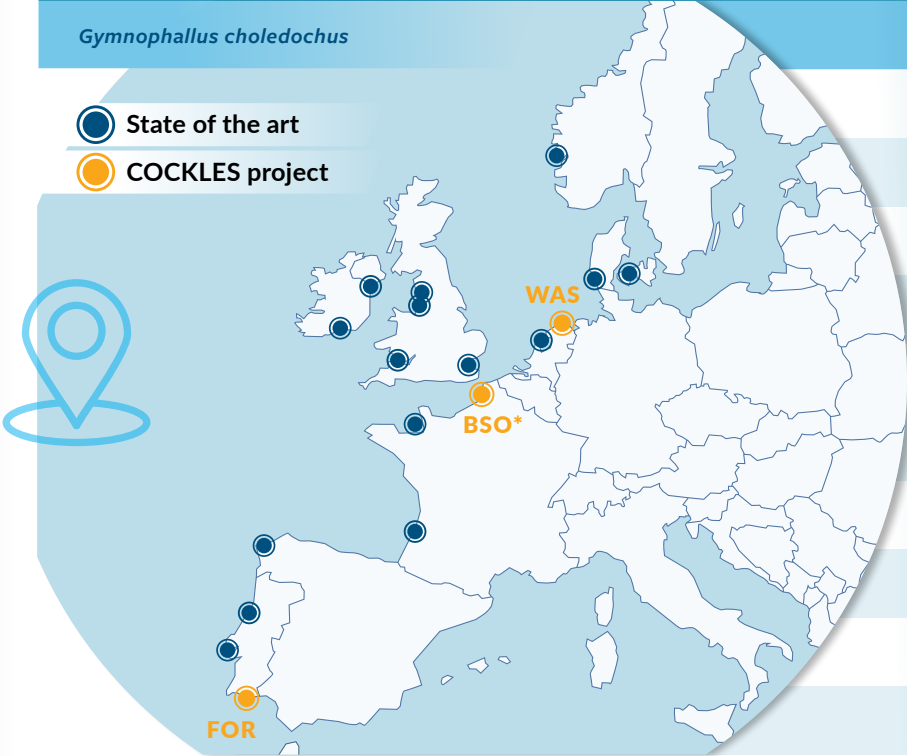 Gymnophallus choledochus
State of the art
COCKLES project
WAS
BSO*
FOR